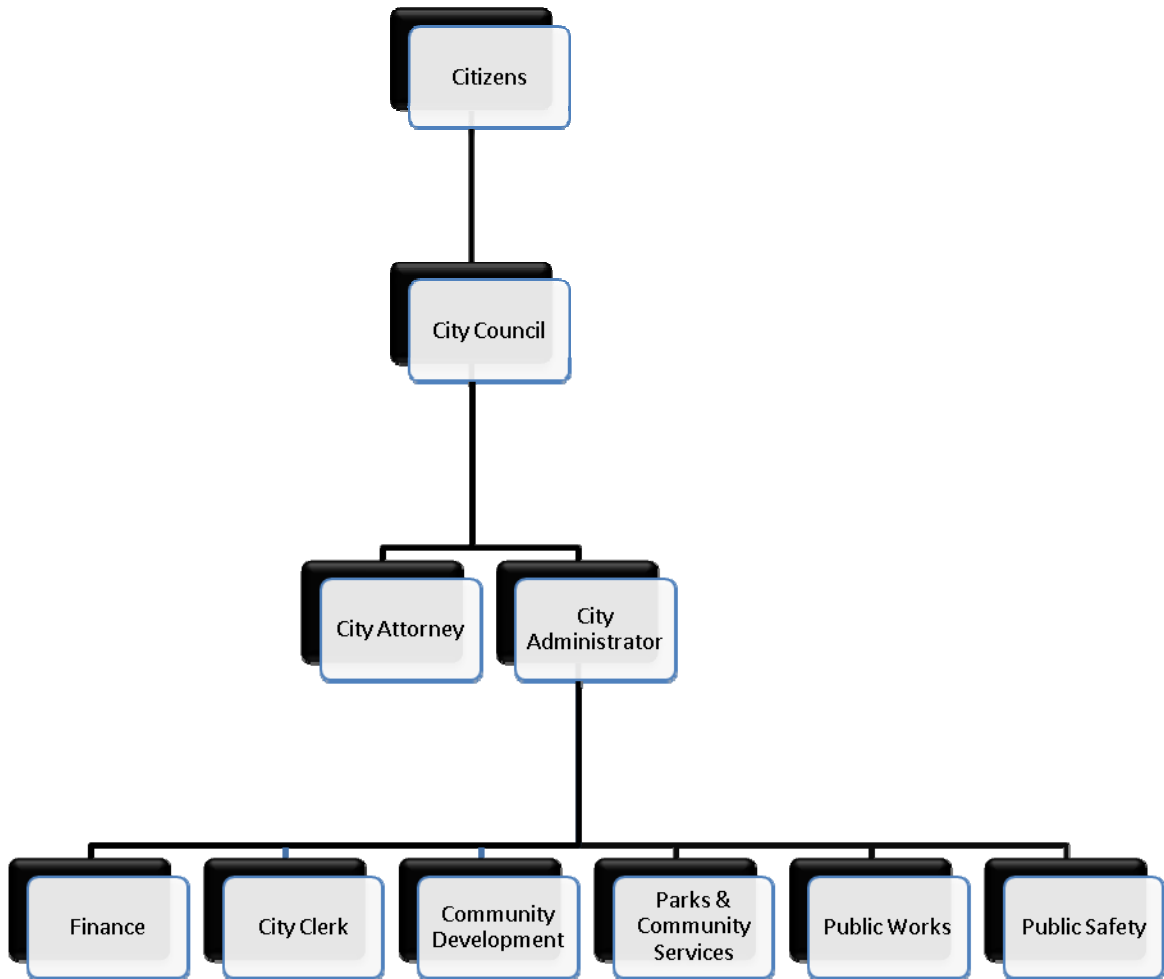 Citizens
City Council
City Attorney
City
Administrator
Finance
City Clerk
Community
Development
Parks &
Community
Services
Public Works
Public Safety